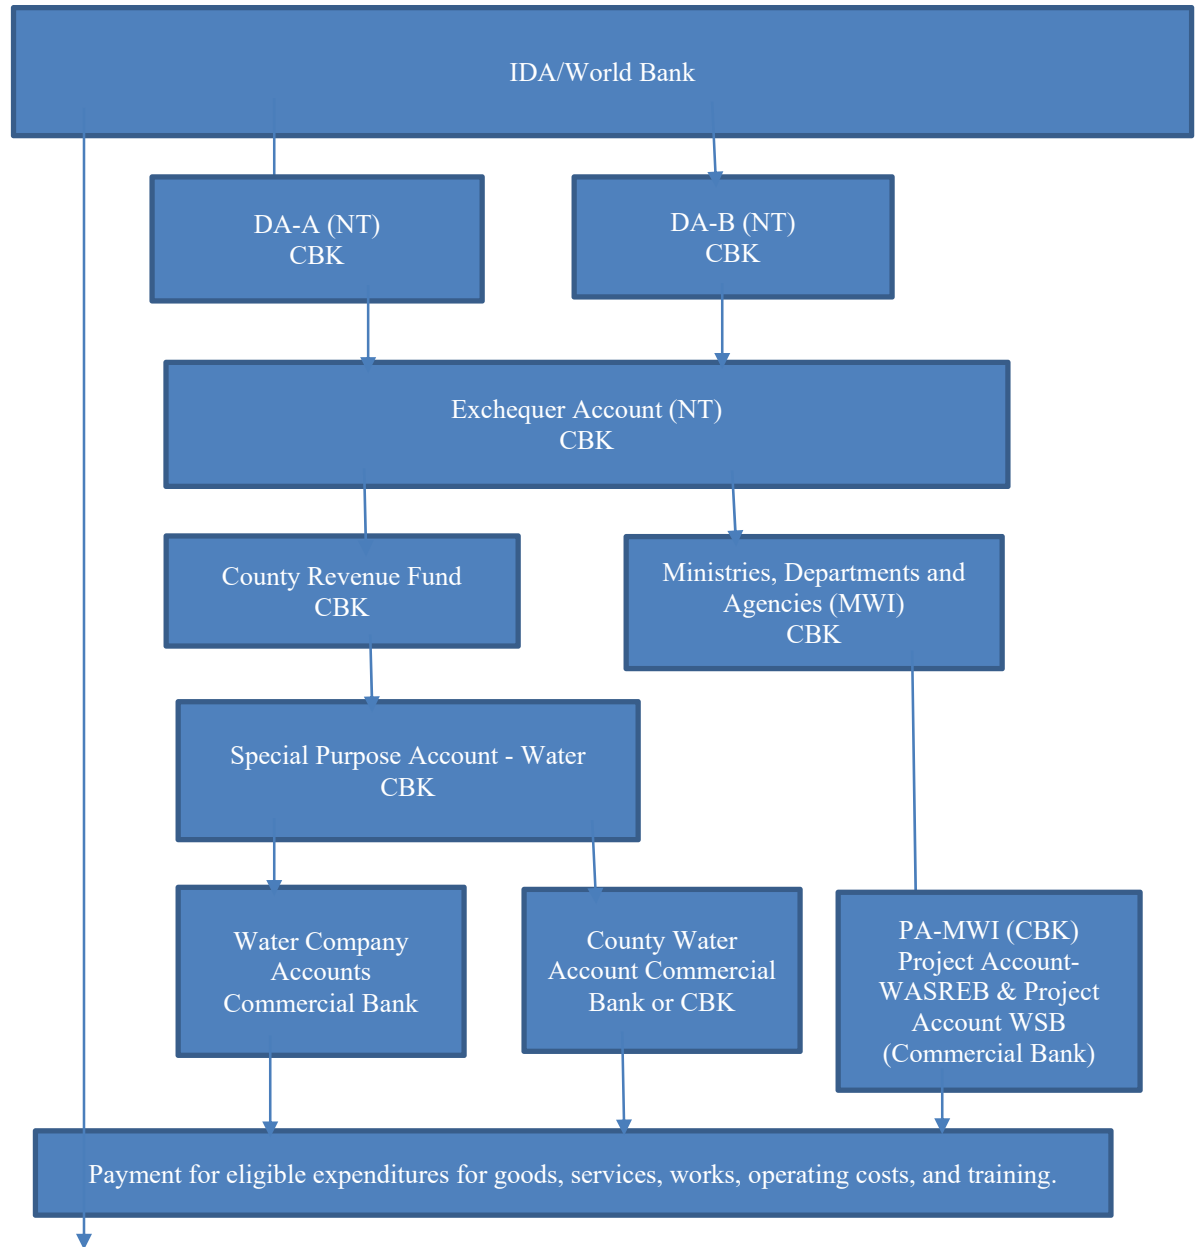 IDA/World Bank
DA-A (NT)
CBK
DA-B (NT)
CBK
Exchequer Account (NT)
CBK
County Revenue Fund
CBK
Ministries, Departments and
Agencies (MWI)
CBK
Special Purpose Account - Water
CBK
Water Company
Accounts
Commercial Bank
County Water
Account Commercial
Bank or CBK
PA-MWI (CBK)
Project Account-
WASREB & Project
Account WSB
(Commercial Bank)
Payment for eligible expenditures for goods, services, works, operating costs, and training.